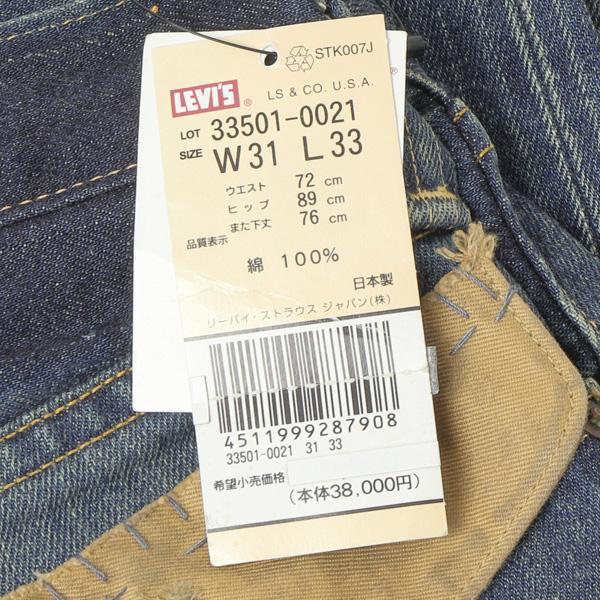 STK007J
LEVI'S ®
LS & CO. U.S.A.
LOT 33501-0021
SIZE W31 L33
ウエスト 72 cm
ヒップ 89 cm
また下丈 76 cm
品質表示
綿 100%
日本製
リーバイ・ストラウス ジャパン(株)
4511999287908
33501-0021 31 33
希望小売価格
(本体38,000円)